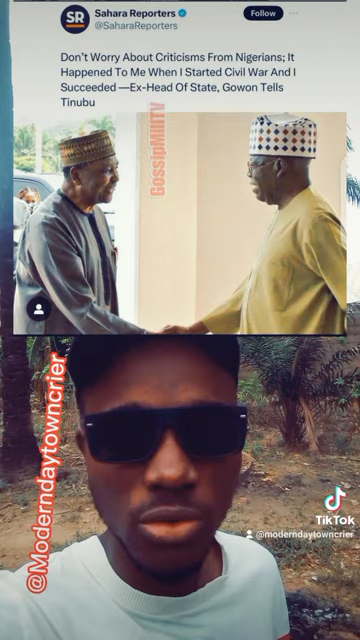 SR
Sahara Reporters
@SaharaReporters
Follow
Don't Worry About Criticisms From Nigerians; It
Happened To Me When I Started Civil War And I
Succeeded —Ex-Head Of State, Gowon Tells
Tinubu
GossipMillTV
@Moderndaytowncrier
TikTok
@moderndaytowncrier